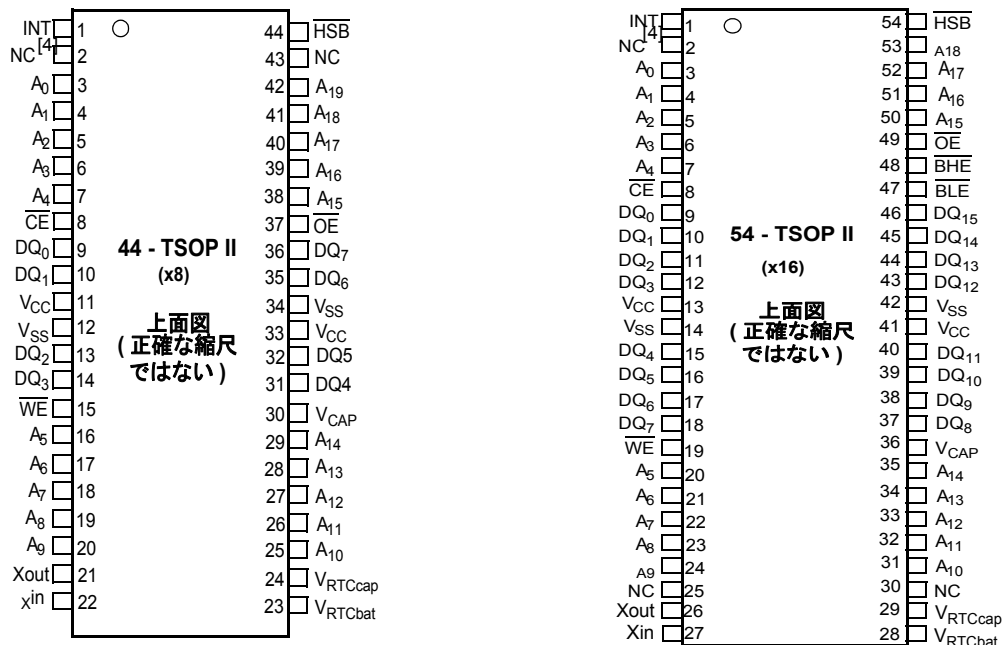 INT 1 44 HSB
NC[4] 2 43 NC
A0 3 42 A19
A1 4 41 A18
A2 5 40 A17
A3 6 39 A16
A4 7 38 A15
CE 8 37 OE
DQ0 9 36 DQ7
DQ1 10 35 DQ6
VCC 11 34 VSS
VSS 12 33 VCC
DQ2 13 32 DQ5
DQ3 14 31 DQ4
WE 15 30 VCAP
A5 16 29 A14
A6 17 28 A13
A7 18 27 A12
A8 19 26 A11
A9 20 25 A10
Xout 21 24 VRTCcap
xin 22 23 VRTCbat
44 - TSOP II
(x8)
上面図
( 正確な縮尺
ではない )
INT 1 54 HSB
NC[4] 2 53 A18
A0 3 52 A17
A1 4 51 A16
A2 5 50 A15
A3 6 49 OE
A4 7 48 BHE
CE 8 47 BLE
DQ0 9 46 DQ15
DQ1 10 45 DQ14
DQ2 11 44 DQ13
DQ3 12 43 DQ12
VCC 13 42 VSS
VSS 14 41 VCC
DQ4 15 40 DQ11
DQ5 16 39 DQ10
DQ6 17 38 DQ9
DQ7 18 37 DQ8
WE 19 36 VCAP
A5 20 35 A14
A6 21 34 A13
A7 22 33 A12
A8 23 32 A11
A9 24 31 A10
NC 25 30 NC
Xout 26 29 VRTCcap
Xin 27 28 VRTCbat
54 - TSOP II
(x16)
上面図
( 正確な縮尺
ではない )